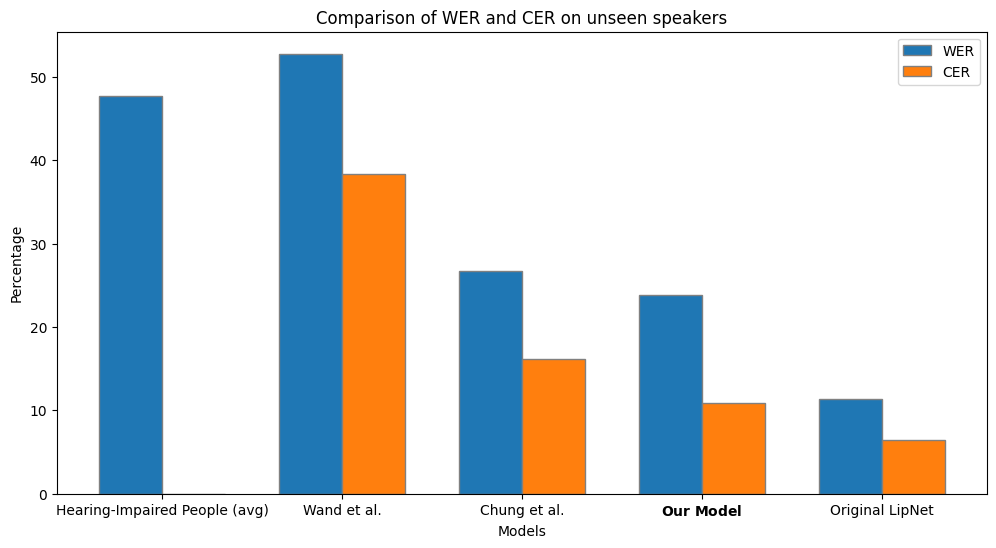 Comparison of WER and CER on unseen speakers
WER
CER
50
40
30
20
10
0
Percentage
Hearing-Impaired People (avg)
Wand et al.
Chung et al.
Our Model
Original LipNet
Models